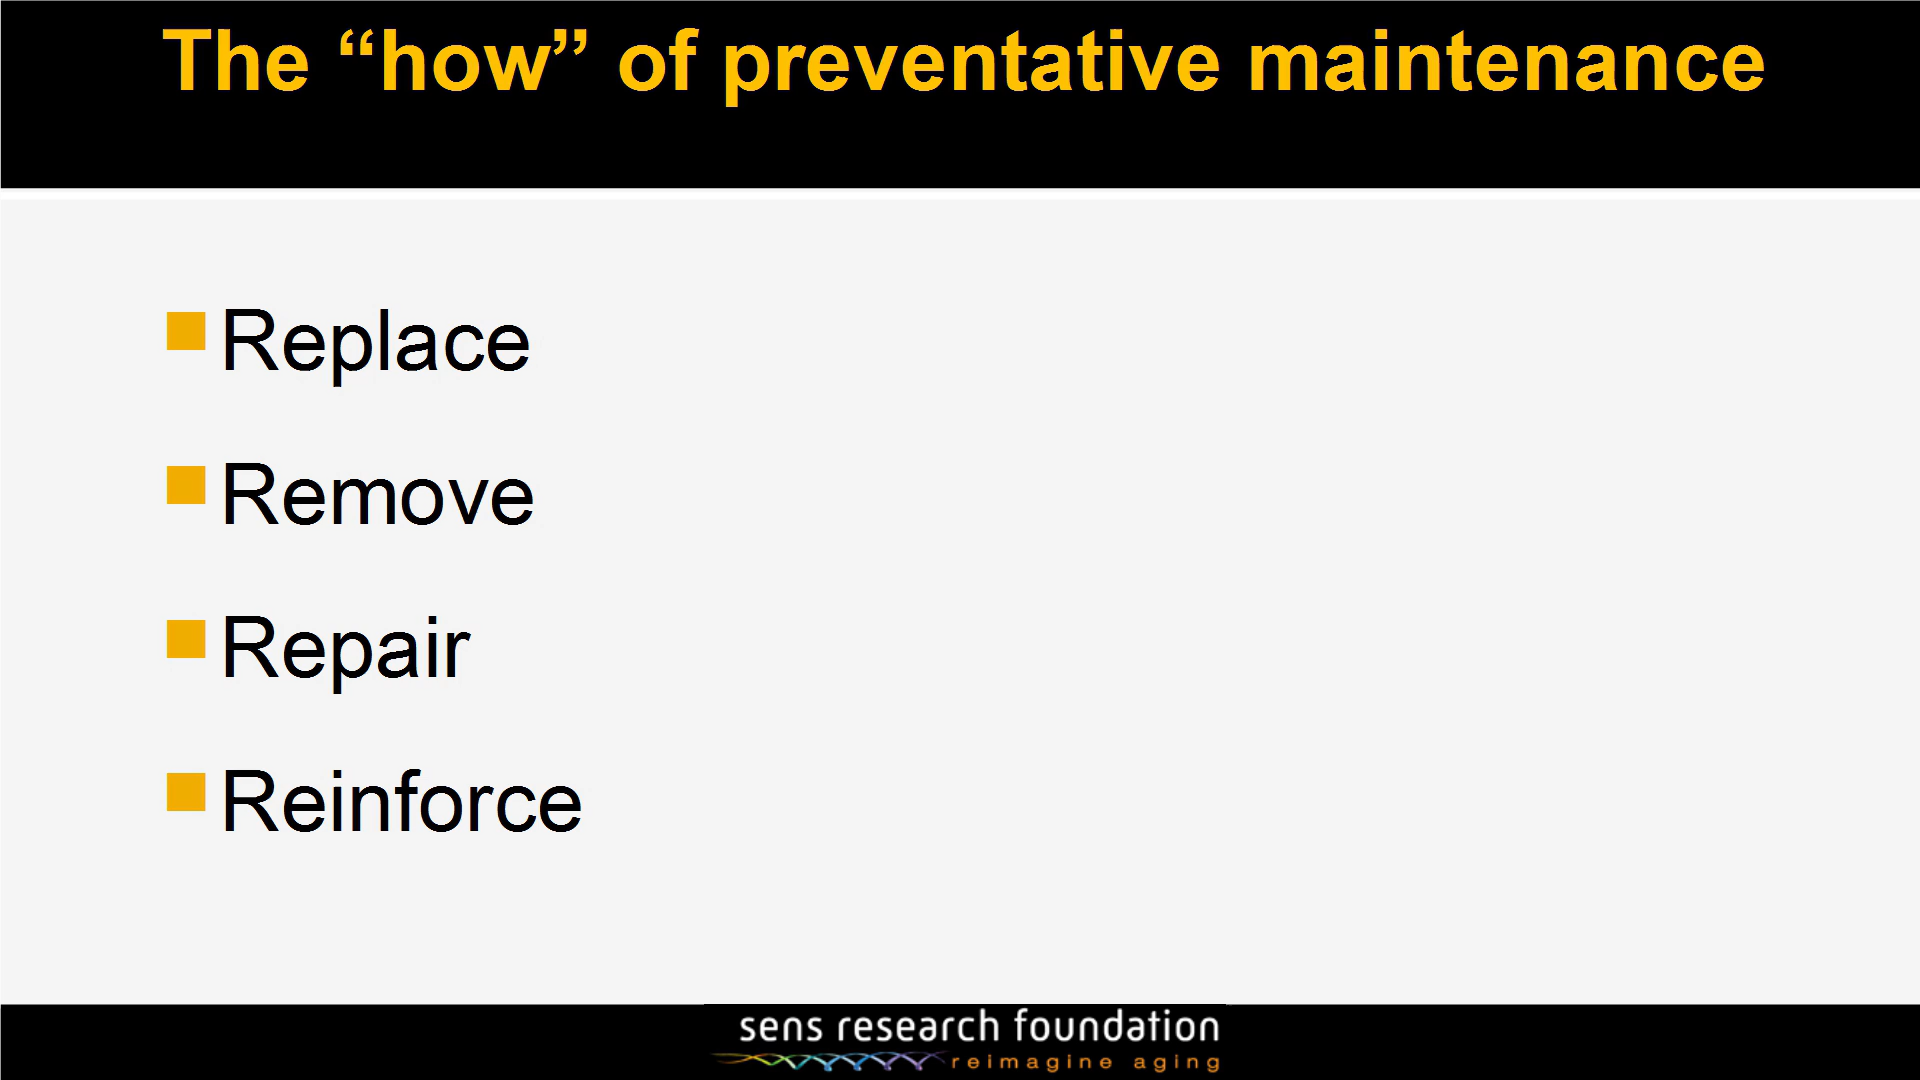 The “how” of preventative maintenance
Replace
Remove
Repair
Reinforce
sens research foundation
reimagine aging